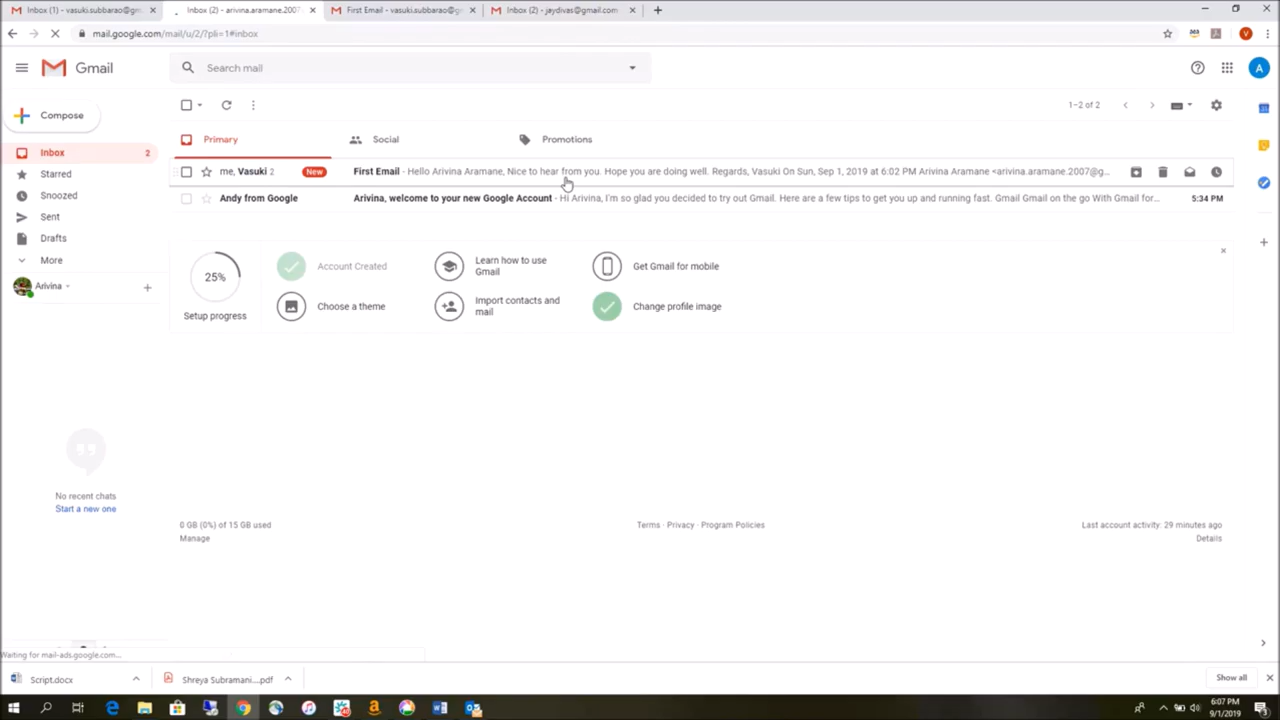 Inbox (1) - vasuki.subbarao@gm
Inbox (2) - arivina.aramane.2007
First Email - vasuki.subbarao@g
Inbox (2) - jaydivas@gmail.com
mail.google.com/mail/u/2/?pli=1#inbox
V
Gmail
Search mail
A
Compose
1–2 of 2
Primary
Social
Promotions
Inbox 2
Starred
Snoozed
Sent
Drafts
More
Arivina
me, Vasuki 2 New First Email - Hello Arivina Aramane, Nice to hear from you. Hope you are doing well. Regards, Vasuki On Sun, Sep 1, 2019 at 6:02 PM Arivina Aramane <arivina.aramane.2007@g...
Andy from Google Arivina, welcome to your new Google Account - Hi Arivina, I'm so glad you decided to try out Gmail. Here are a few tips to get you up and running fast. Gmail Gmail on the go With Gmail for... 5:34 PM
25%
Setup progress
Account Created
Learn how to use
Gmail
Get Gmail for mobile
Choose a theme
Import contacts and
mail
Change profile image
No recent chats
Start a new one
0 GB (0%) of 15 GB used
Manage
Terms · Privacy · Program Policies
Last account activity: 29 minutes ago
Details
Waiting for mail-ads.google.com...
Script.docx
Shreya Subramani....pdf
Show all
6:07 PM
9/1/2019